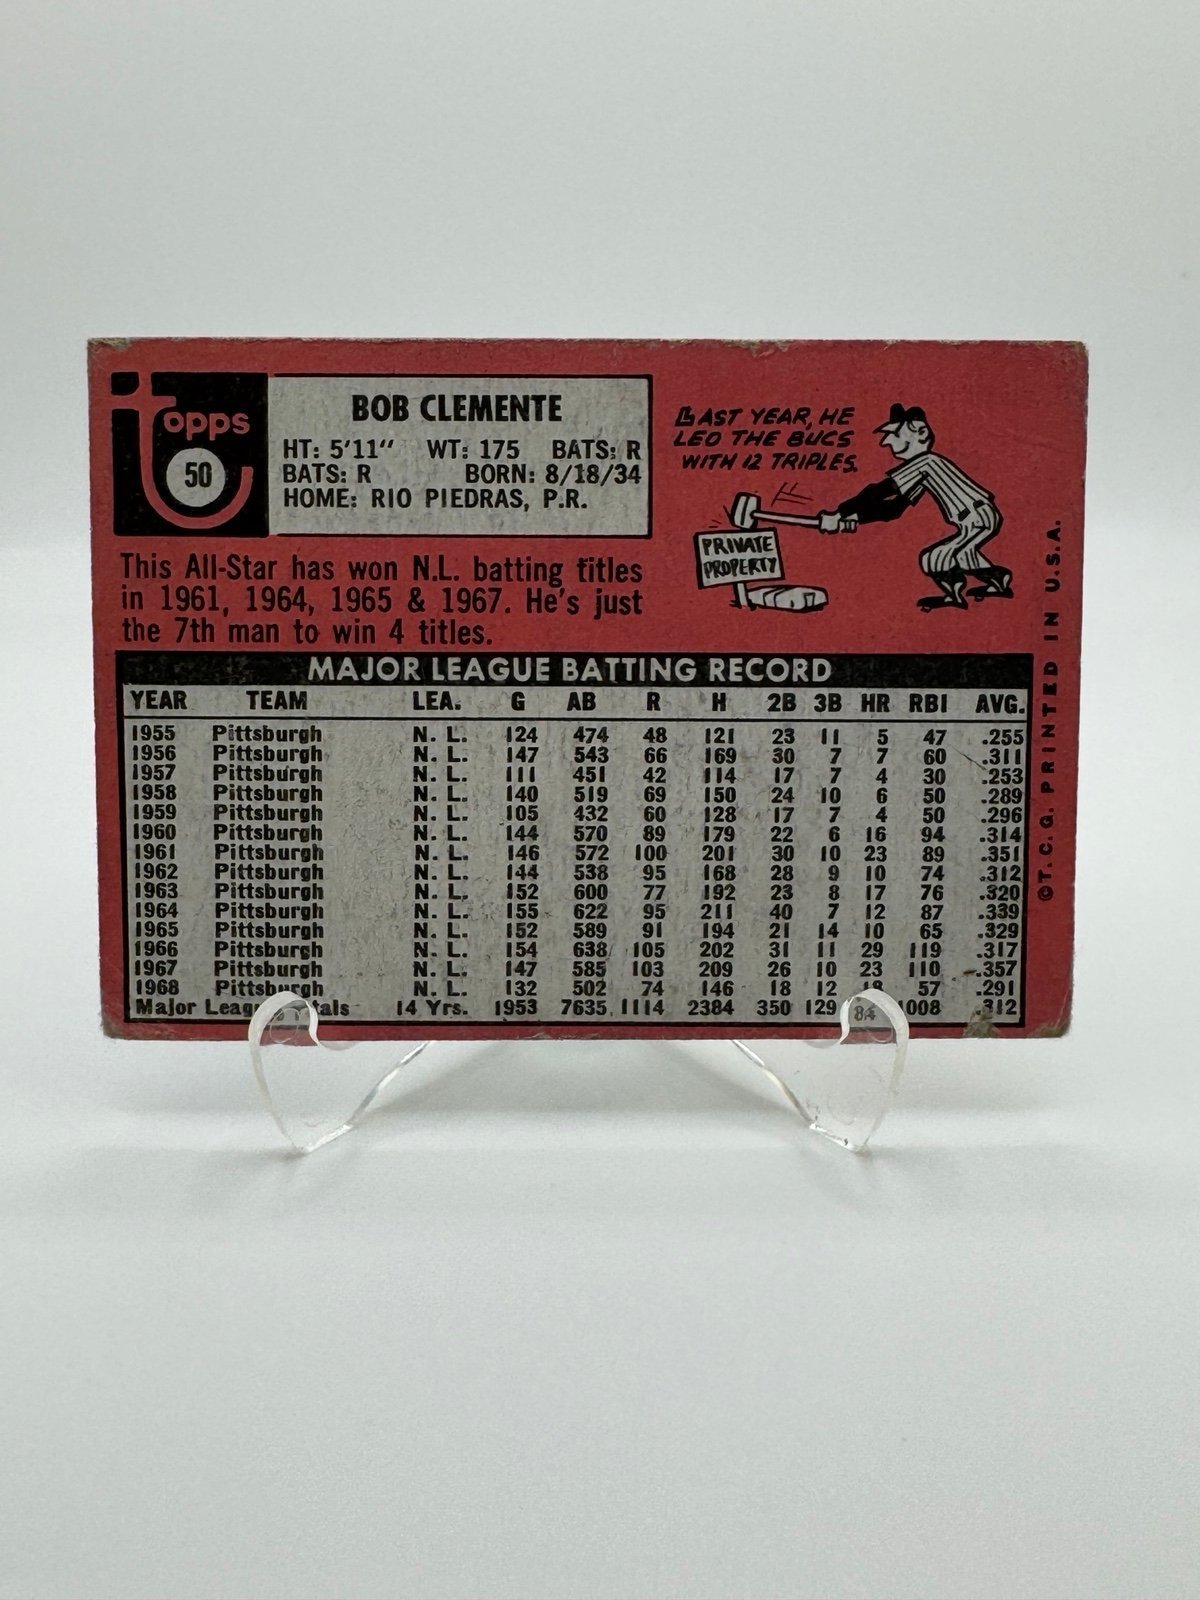 Topps
50
BOB CLEMENTE
HT: 5'11" WT: 175 BATS: R
BATS: R BORN: 8/18/34
HOME: RIO PIEDRAS, P.R.
LAST YEAR, HE
LED THE BUCS
WITH 12 TRIPLES.
PRIVATE
PROPERTY
This All-Star has won N.L. batting titles
in 1961, 1964, 1965 & 1967. He's just
the 7th man to win 4 titles.
MAJOR LEAGUE BATTING RECORD
YEAR TEAM LEA. G AB R H 2B 3B HR RBI AVG.
1955 Pittsburgh N. L. 124 474 48 121 23 11 5 47 .255
1956 Pittsburgh N. L. 147 543 66 169 30 7 7 60 .311
1957 Pittsburgh N. L. 111 451 42 114 17 7 4 30 .253
1958 Pittsburgh N. L. 140 519 69 150 24 10 6 50 .289
1959 Pittsburgh N. L. 105 432 60 128 17 7 4 50 .296
1960 Pittsburgh N. L. 144 570 89 179 22 6 16 94 .314
1961 Pittsburgh N. L. 146 572 100 201 30 10 23 89 .351
1962 Pittsburgh N. L. 144 538 95 168 28 9 10 74 .312
1963 Pittsburgh N. L. 152 600 77 192 23 8 17 76 .320
1964 Pittsburgh N. L. 155 622 95 211 40 7 12 87 .339
1965 Pittsburgh N. L. 152 589 91 194 21 14 10 65 .329
1966 Pittsburgh N. L. 154 638 105 202 31 11 29 119 .317
1967 Pittsburgh N. L. 147 585 103 209 26 10 23 110 .357
1968 Pittsburgh N. L. 132 502 74 146 18 12 18 57 .291
Major League Totals 14 Yrs. 1953 7635 1114 2384 350 129 1008 .312
©T. C. G. PRINTED IN U.S.A.